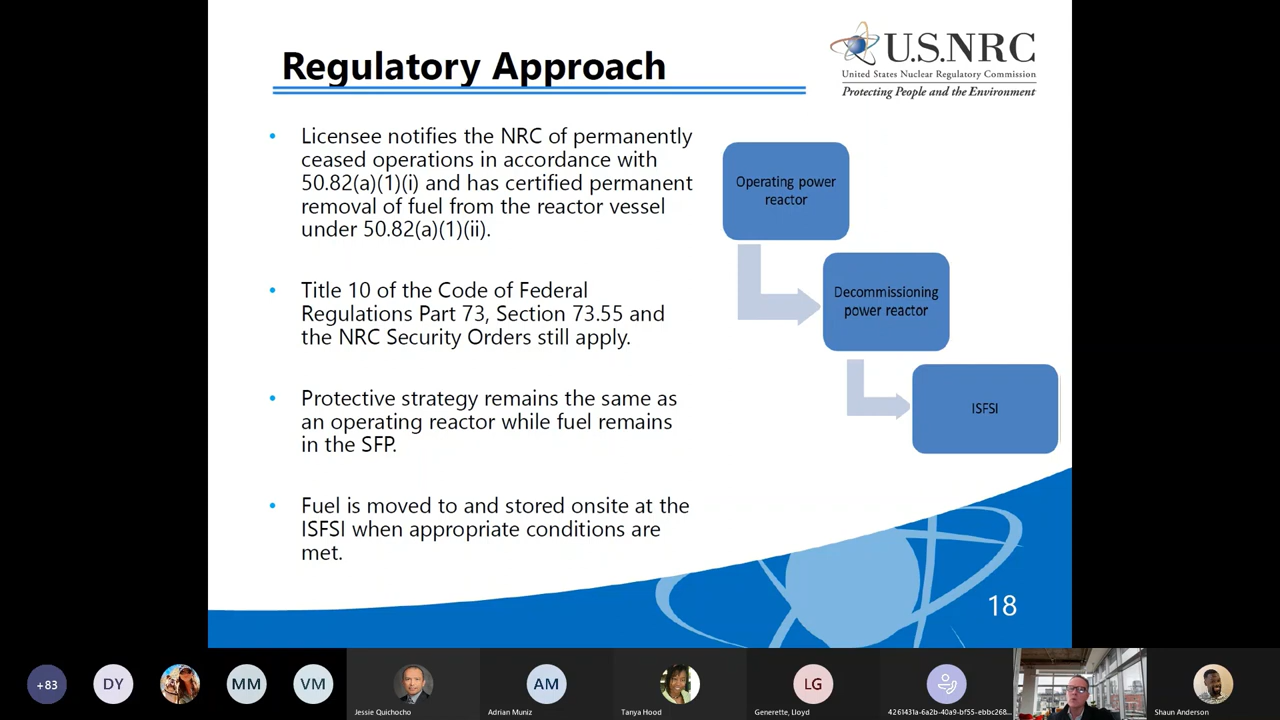 Regulatory Approach
U.S.NRC
United States Nuclear Regulatory Commission
Protecting People and the Environment
• Licensee notifies the NRC of permanently
ceased operations in accordance with
50.82(a)(1)(i) and has certified permanent
removal of fuel from the reactor vessel
under 50.82(a)(1)(ii).
• Title 10 of the Code of Federal
Regulations Part 73, Section 73.55 and
the NRC Security Orders still apply.
• Protective strategy remains the same as
an operating reactor while fuel remains
in the SFP.
• Fuel is moved to and stored onsite at the
ISFSI when appropriate conditions are
met.
Operating power
reactor
Decommissioning
power reactor
ISFSI
18
+83
DY
MM
VM
AM
LG
Jessie Quichocho
Adrian Muniz
Tanya Hood
Generette, Lloyd
4261431a-6a2b-40a9-bf55-ebbc268...
Shaun Anderson